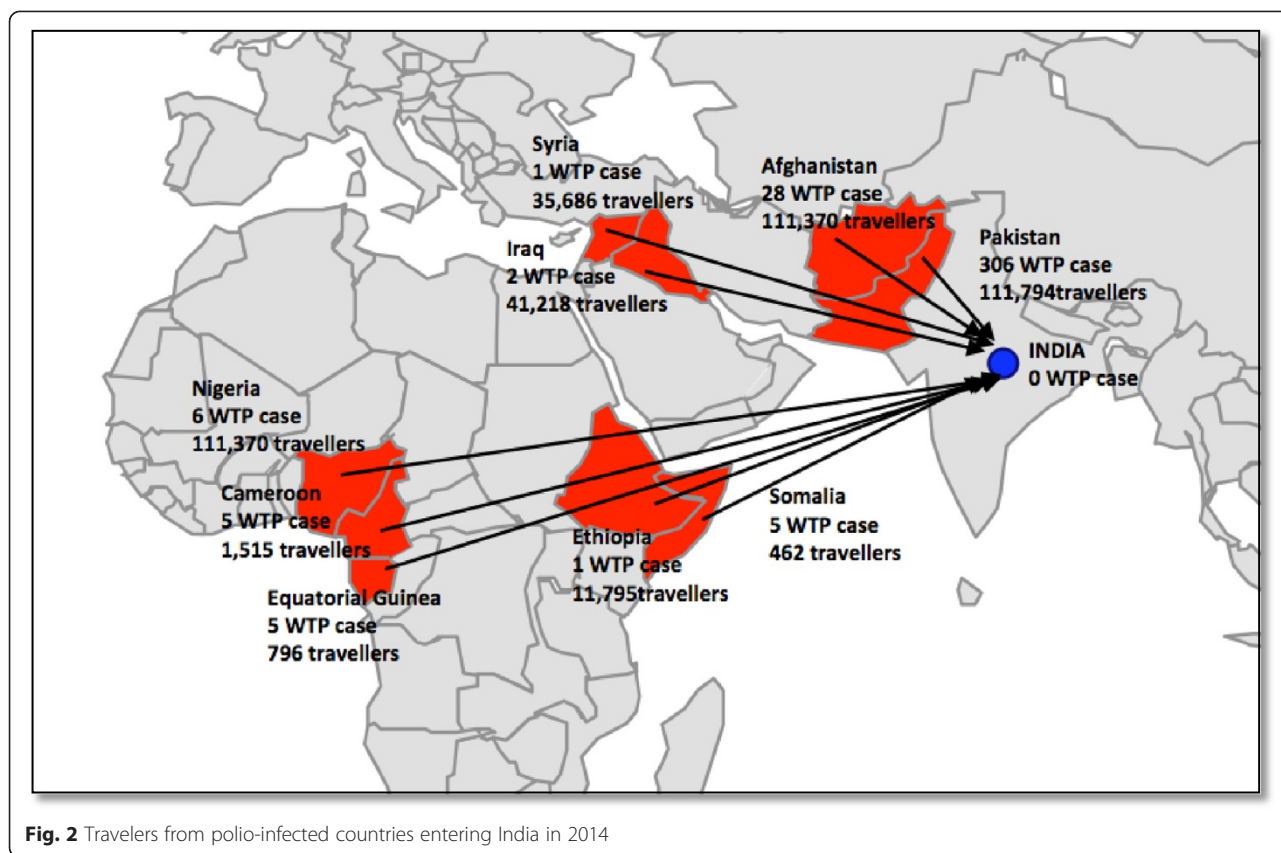 Syria
1 WTP case
35,686 travellers
Afghanistan
28 WTP case
111,370 travellers
Iraq
2 WTP case
41,218 travellers
Pakistan
306 WTP case
111,794travellers
INDIA
0 WTP case
Nigeria
6 WTP case
111,370 travellers
Cameroon
5 WTP case
1,515 travellers
Equatorial Guinea
5 WTP case
796 travellers
Ethiopia
1 WTP case
11,795travellers
Somalia
5 WTP case
462 travellers
Fig. 2 Travelers from polio-infected countries entering India in 2014